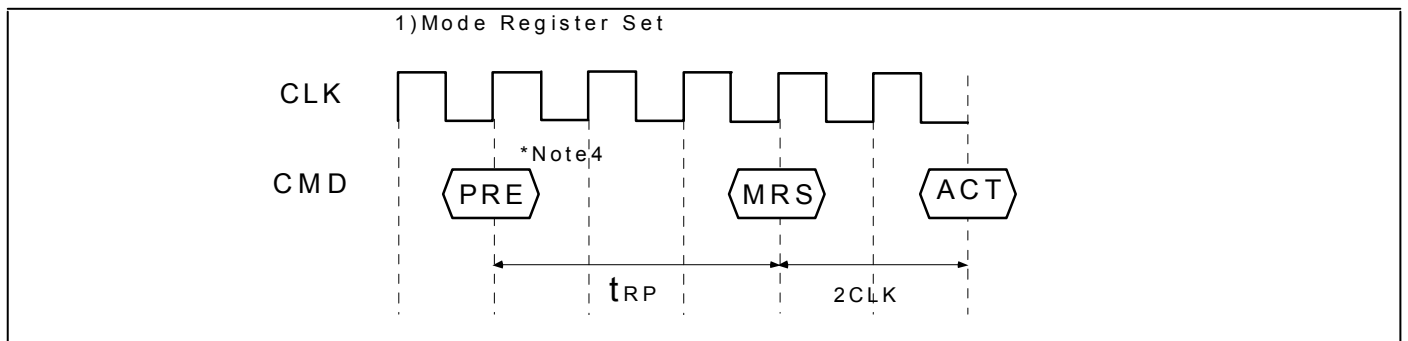 1)Mode Register Set
CLK
*Note4
CMD
PRE
MRS
ACT
tRP
2CLK